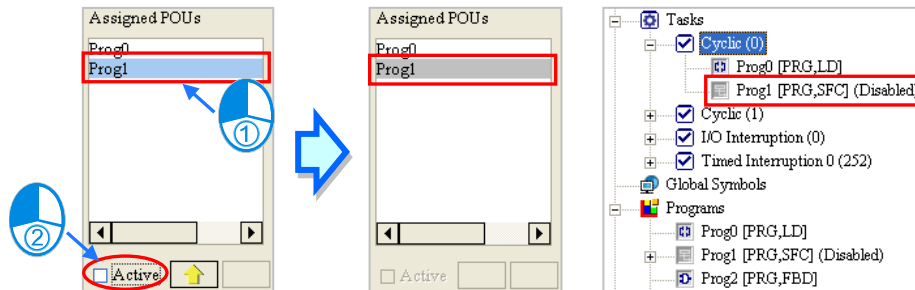 Assigned POUs
Prog0
Prog1
①
②
Active
Assigned POUs
Prog0
Prog1
Active
Tasks
Cyclic (0)
Prog0 [PRG,LD]
Prog1 [PRG,SFC] (Disabled)
Cyclic (1)
I/O Interruption (0)
Timed Interruption 0 (252)
Global Symbols
Programs
Prog0 [PRG,LD]
Prog1 [PRG,SFC] (Disabled)
Prog2 [PRG,FBD]